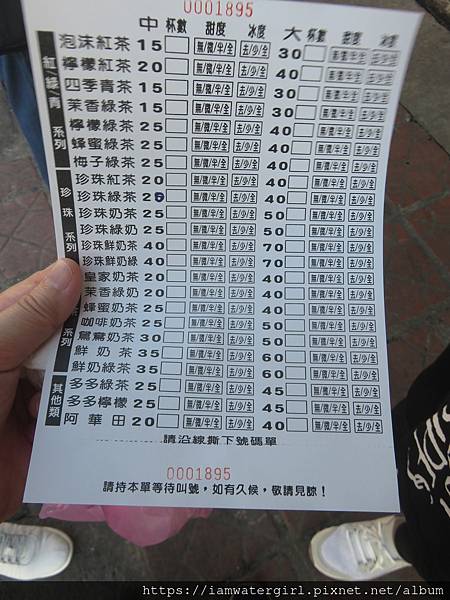 0001895
中 杯數 甜度 冰度 大 杯數 甜度 冰度
泡沫紅茶 15 無/微/半/全 去/少/全 30 無/微/半/全 去/少/全
檸檬紅茶 20 無/微/半/全 去/少/全 40 無/微/半/全 去/少/全
四季青茶 15 無/微/半/全 去/少/全 30 無/微/半/全 去/少/全
茉香綠茶 15 無/微/半/全 去/少/全 30 無/微/半/全 去/少/全
檸檬綠茶 25 無/微/半/全 去/少/全 40 無/微/半/全 去/少/全
蜂蜜綠茶 25 無/微/半/全 去/少/全 40 無/微/半/全 去/少/全
梅子綠茶 25 無/微/半/全 去/少/全 40 無/微/半/全 去/少/全
珍珠紅茶 20 無/微/半/全 去/少/全 40 無/微/半/全 去/少/全
珍珠綠茶 25 無/微/半/全 去/少/全 40 無/微/半/全 去/少/全
珍珠奶茶 25 無/微/半/全 去/少/全 50 無/微/半/全 去/少/全
珍珠奶綠 25 無/微/半/全 去/少/全 50 無/微/半/全 去/少/全
珍珠鮮奶茶 40 無/微/半/全 去/少/全 70 無/微/半/全 去/少/全
珍珠鮮奶綠 40 無/微/半/全 去/少/全 70 無/微/半/全 去/少/全
皇家奶茶 20 無/微/半/全 去/少/全 40 無/微/半/全 去/少/全
茉香綠奶 20 無/微/半/全 去/少/全 40 無/微/半/全 去/少/全
蜂蜜奶茶 25 無/微/半/全 去/少/全 50 無/微/半/全 去/少/全
咖啡奶茶 25 無/微/半/全 去/少/全 50 無/微/半/全 去/少/全
鴛鴦奶茶 30 無/微/半/全 去/少/全 50 無/微/半/全 去/少/全
鮮奶茶 35 無/微/半/全 去/少/全 60 無/微/半/全 去/少/全
鮮奶綠茶 35 無/微/半/全 去/少/全 60 無/微/半/全 去/少/全
多多綠茶 25 無/微/半/全 去/少/全 45 無/微/半/全 去/少/全
多多檸檬 25 無/微/半/全 去/少/全 45 無/微/半/全 去/少/全
阿華田 20 無/微/半/全 去/少/全 40 無/微/半/全 去/少/全
紅/綠/青系列
珍珠系列
系列
其他類
請沿線撕下號碼單
0001895
請持本單等待叫號，如有久候，敬請見諒！
https://iamwatergirl.pixnet.net/album